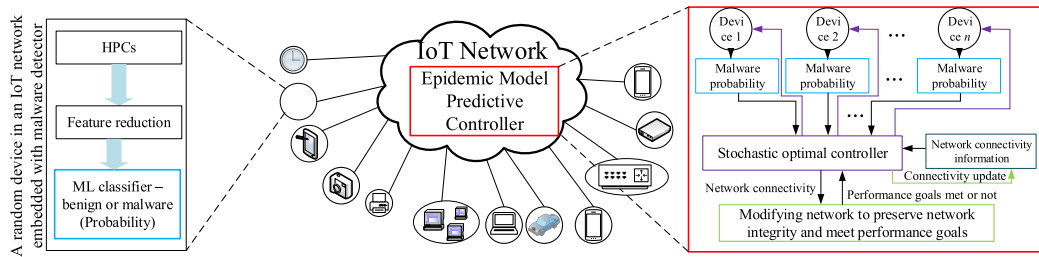 A random device in an IoT network
embedded with malware detector
HPCs
Feature reduction
ML classifier –
benign or malware
(Probability)
IoT Network
Epidemic Model
Predictive
Controller
Devi
ce 1
Devi
ce 2
...
Devi
ce n
Malware
probability
Malware
probability
...
Malware
probability
...
Stochastic optimal controller
Network connectivity
information
Connectivity update
Network connectivity
Performance goals met or not
Modifying network to preserve network
integrity and meet performance goals